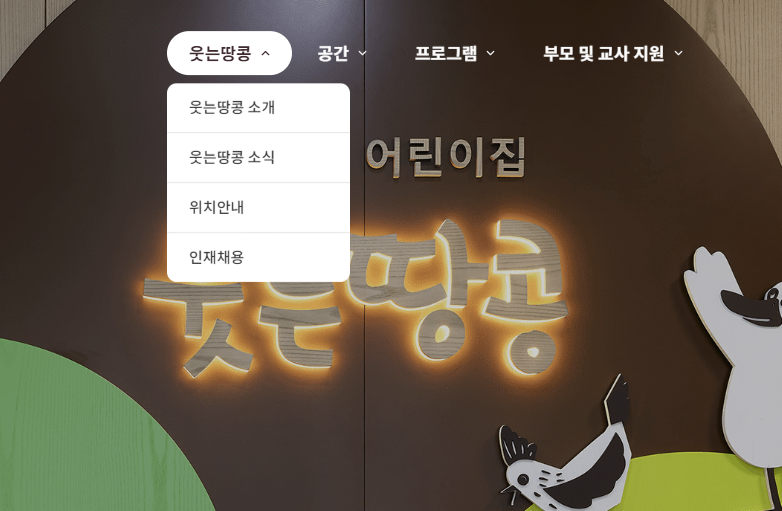 웃는땅콩 공간 프로그램 부모 및 교사 지원
웃는땅콩 소개
웃는땅콩 소식
위치안내
인재채용
어린이집
웃는땅콩